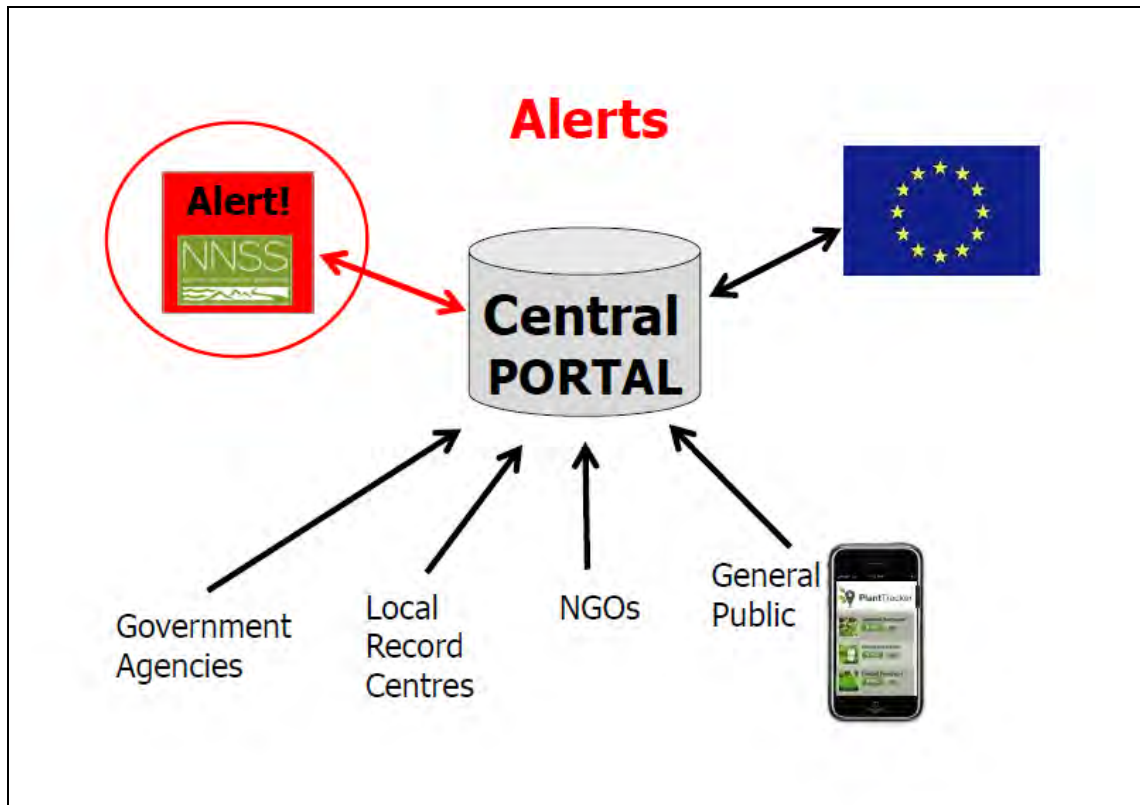 Alerts
Alert!
NNSS
Central
PORTAL
Government
Agencies
Local
Record
Centres
NGOs
General
Public
PlantTracker